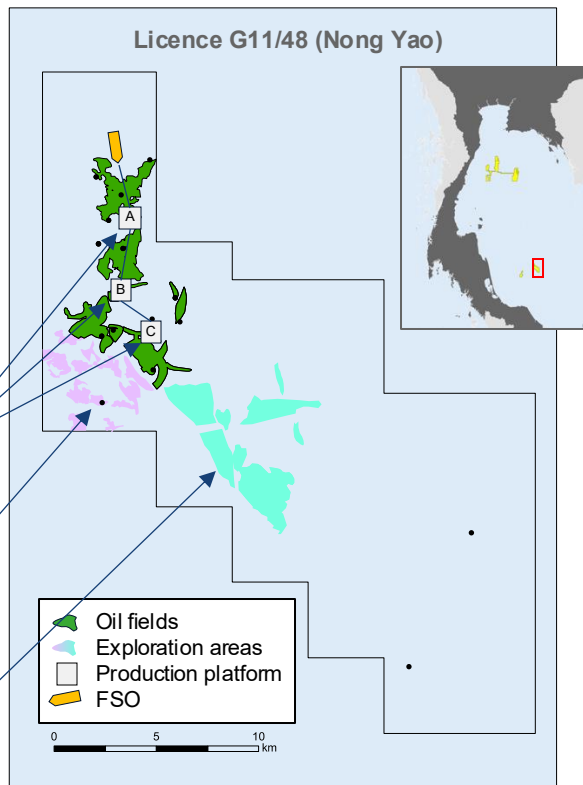 Licence G11/48 (Nong Yao)
A
B
C
Oil fields
Exploration areas
Production platform
FSO
0 5 10
km